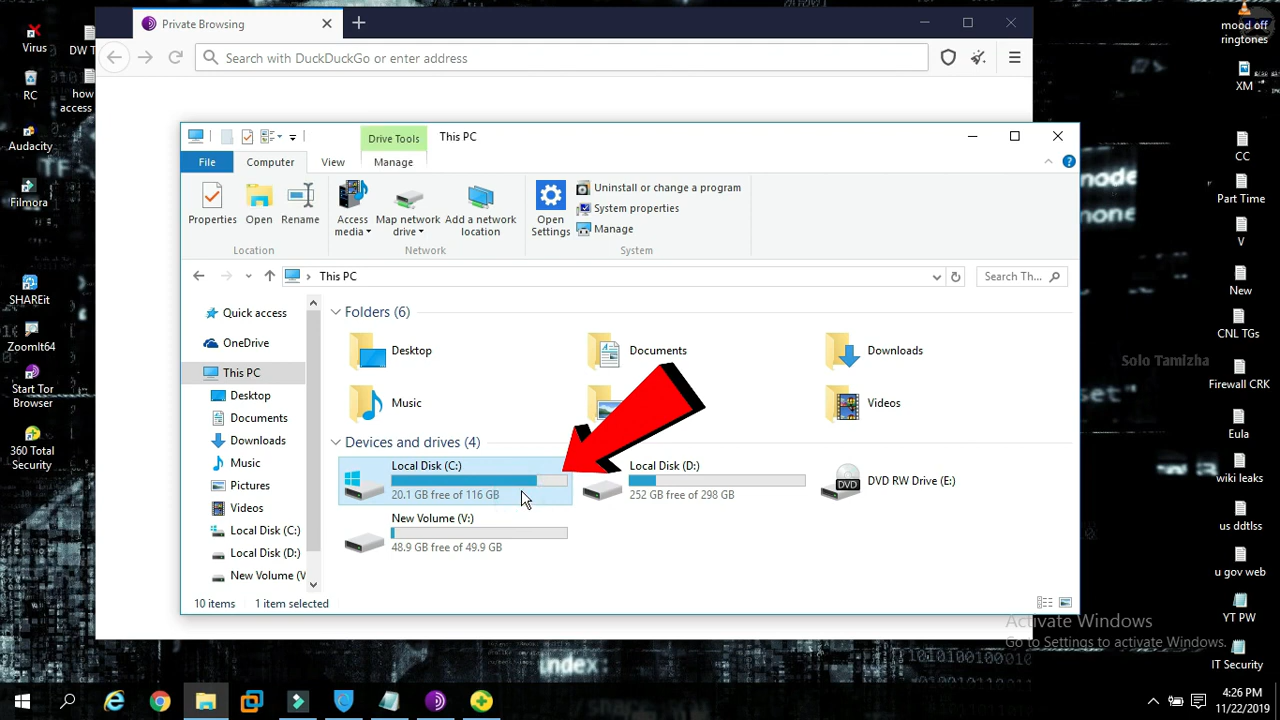 Private Browsing
Search with DuckDuckGo or enter address
Virus
DW T
RC
how
access
Audacity
Filmora
SHAREit
ZoomIt64
Start Tor
Browser
360 Total
Security
Drive Tools
This PC
File
Computer
View
Manage
Properties
Open
Rename
Access
media
Map network
drive
Add a network
location
Open
Settings
Uninstall or change a program
System properties
Manage
Location
Network
System
This PC
Search Th...
Quick access
OneDrive
This PC
Desktop
Documents
Downloads
Music
Pictures
Videos
Local Disk (C:)
Local Disk (D:)
New Volume (V
Folders (6)
Desktop
Documents
Downloads
Music
Videos
Devices and drives (4)
Local Disk (C:)
20.1 GB free of 116 GB
Local Disk (D:)
252 GB free of 298 GB
DVD
DVD RW Drive (E:)
New Volume (V:)
48.9 GB free of 49.9 GB
10 items
1 item selected
mood off
ringtones
XM
CC
Part Time
V
New
CNL TGs
Solo Tamizha
Firewall CRK
Eula
wiki leaks
us ddtlss
u gov web
YT PW
IT Security
Activate Windows
Go to Settings to activate Windows.
index
4:26 PM
11/22/2019